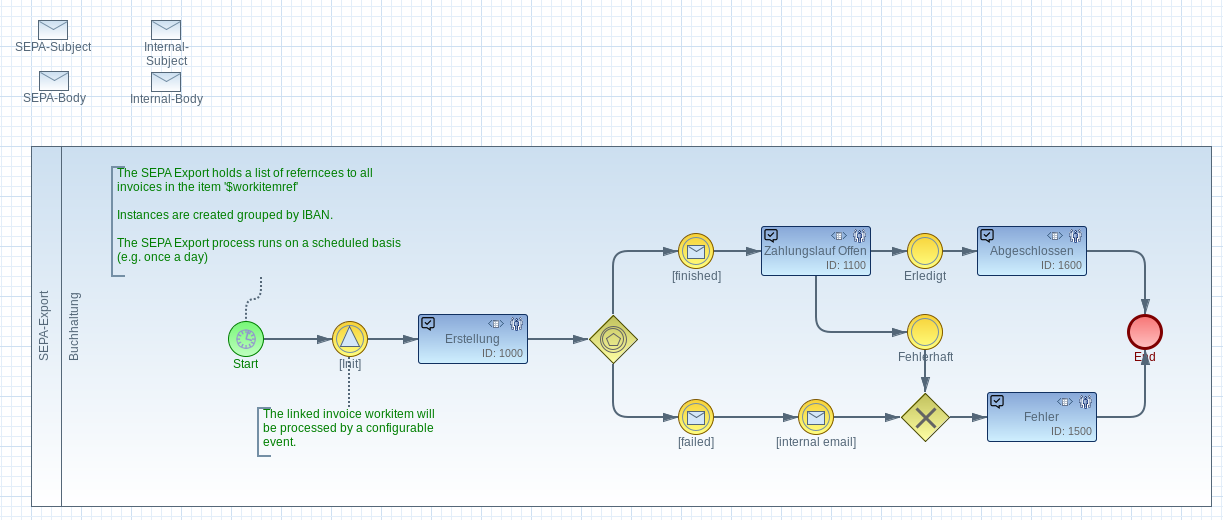 SEPA-Subject
Internal-
Subject
SEPA-Body
Internal-Body
SEPA-Export
Buchhaltung
The SEPA Export holds a list of referncees to all
invoices in the item '$workitemref'
Instances are created grouped by IBAN.
The SEPA Export process runs on a scheduled basis
(e.g. once a day)
Start
[Init]
The linked invoice workitem will
be processed by a configurable
event.
Erstellung
ID: 1000
[finished]
Zahlungslauf Offen
ID: 1100
Erledigt
Abgeschlossen
ID: 1600
Fehlerhaft
End
[failed]
[internal email]
Fehler
ID: 1500